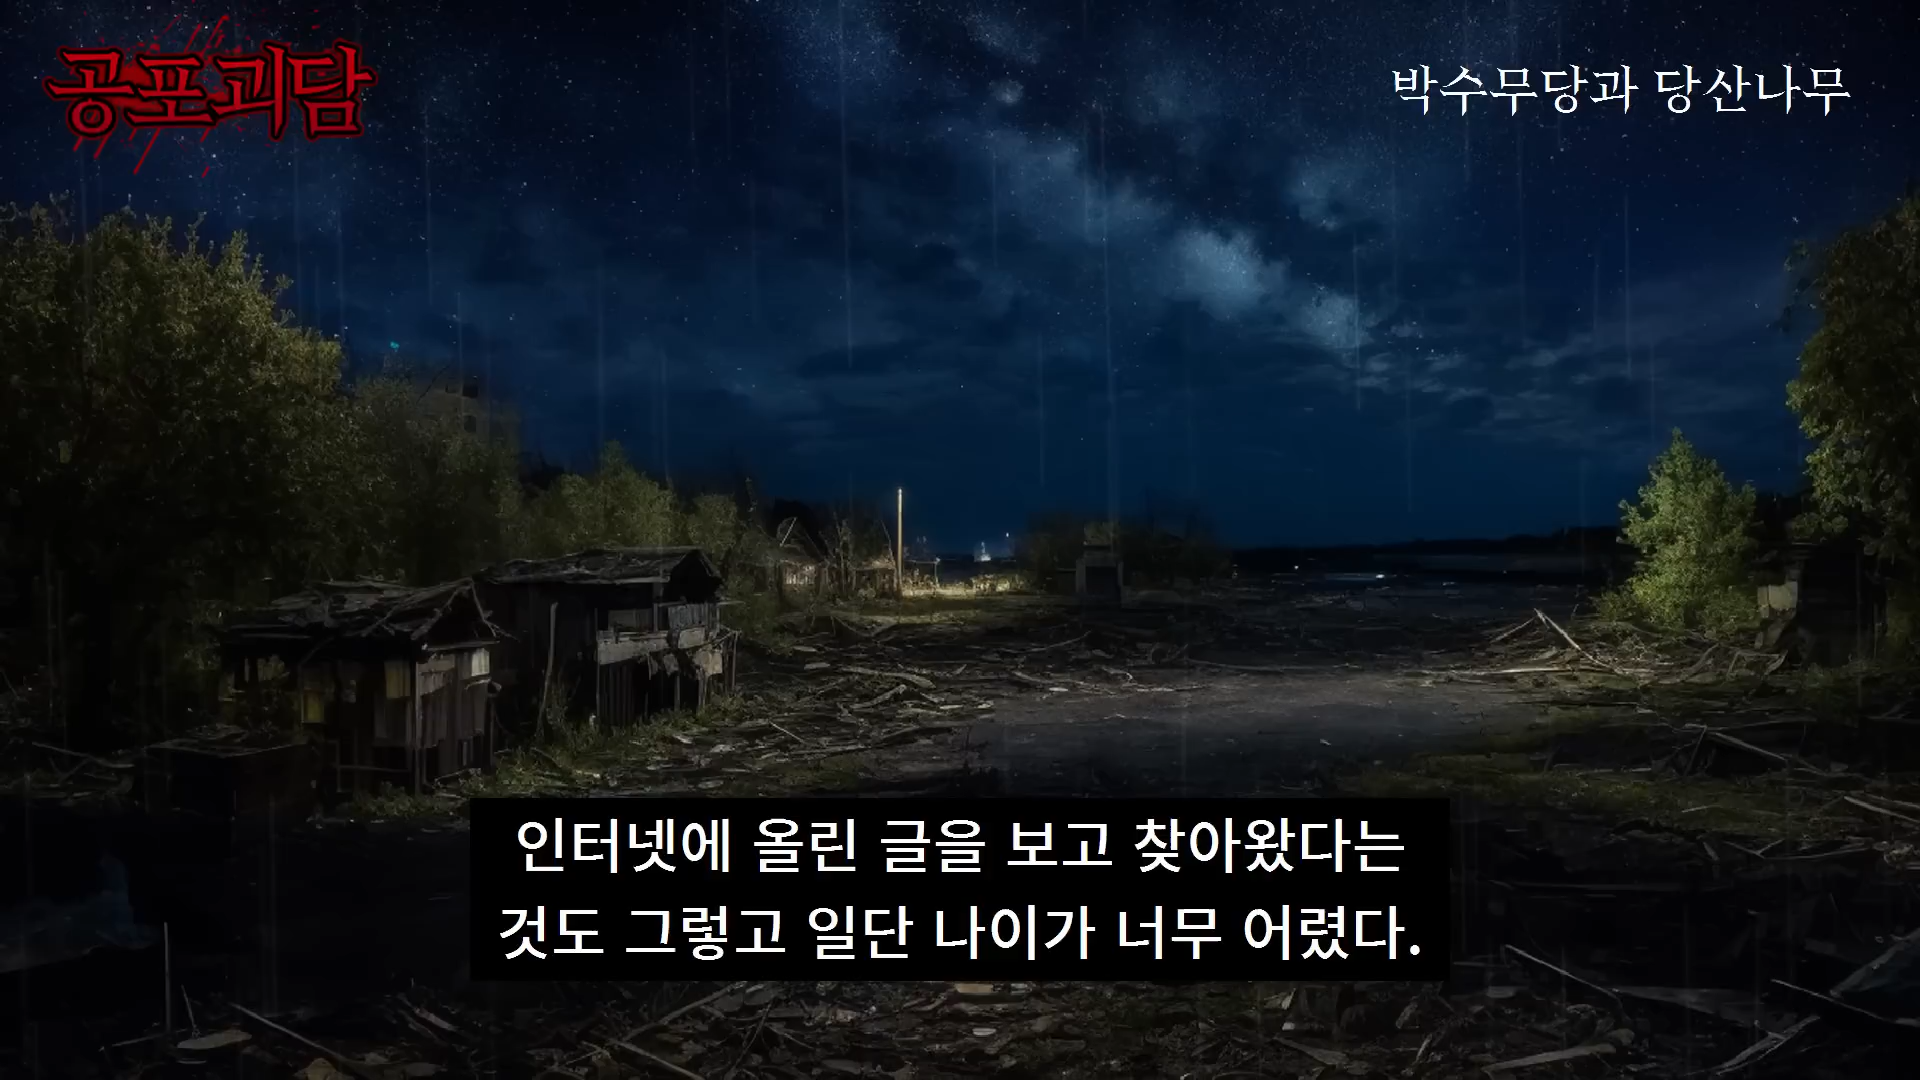 공포괴담
박수무당과 당산나무
인터넷에 올린 글을 보고 찾아왔다는
것도 그렇고 일단 나이가 너무 어렸다.